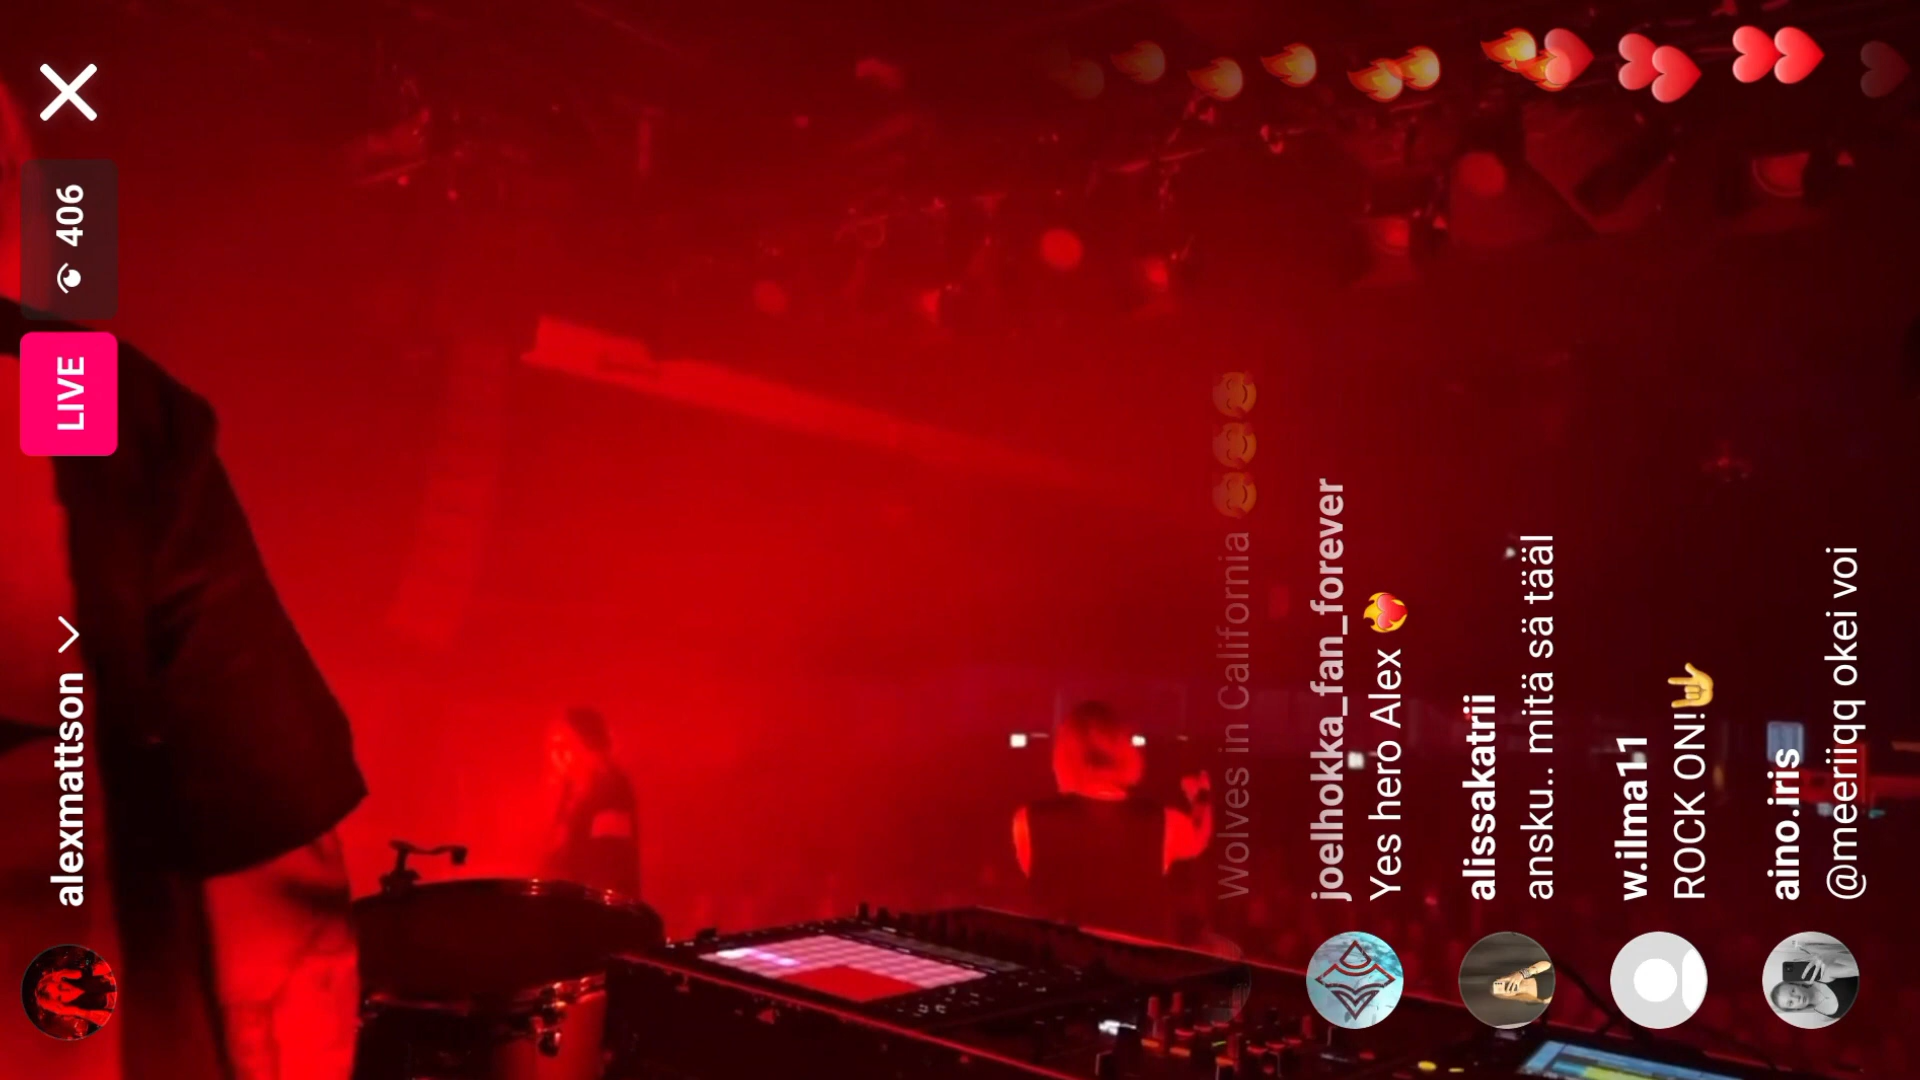 alexmattson
LIVE
406
Wolves in California 🥰🥰🥰
joelhokka_fan_forever
Yes hero Alex ❤️‍🔥
alissakatrii
ansku.. mitä sä tääl
w.ilma11
ROCK ON!🤟
aino.iris
@meeriiqq okei voi